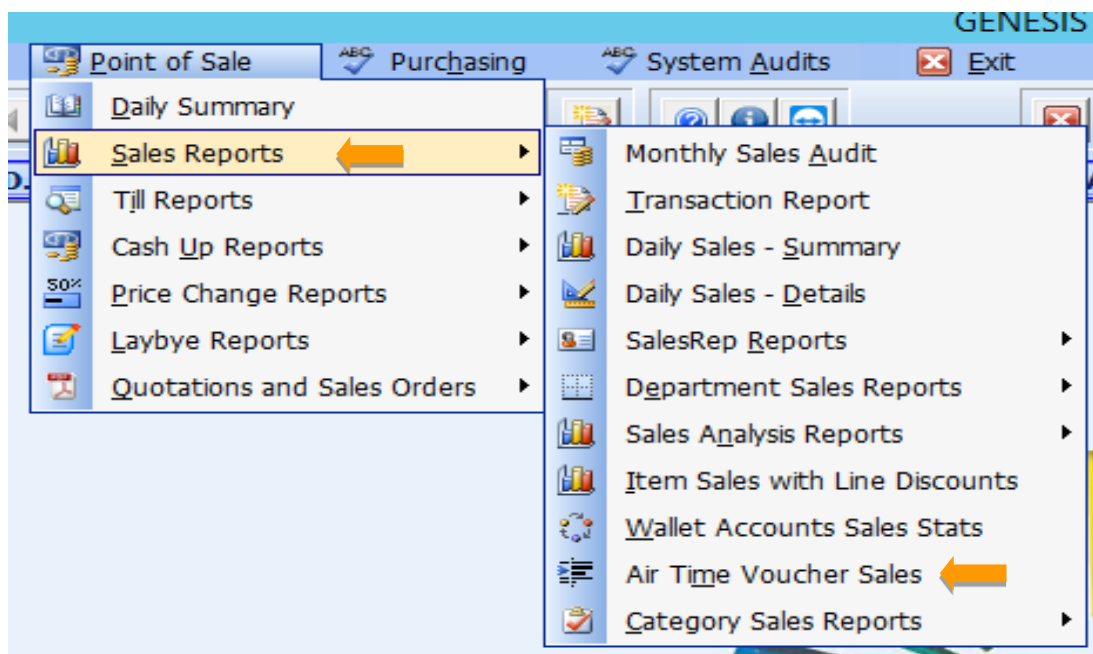 GENESIS
Point of Sale
ABC
Purchasing
ABC
System Audits
Exit
Daily Summary
Sales Reports
Till Reports
Cash Up Reports
50%
Price Change Reports
Laybye Reports
Quotations and Sales Orders
Monthly Sales Audit
Transaction Report
Daily Sales - Summary
Daily Sales - Details
SalesRep Reports
Department Sales Reports
Sales Analysis Reports
Item Sales with Line Discounts
Wallet Accounts Sales Stats
Air Time Voucher Sales
Category Sales Reports